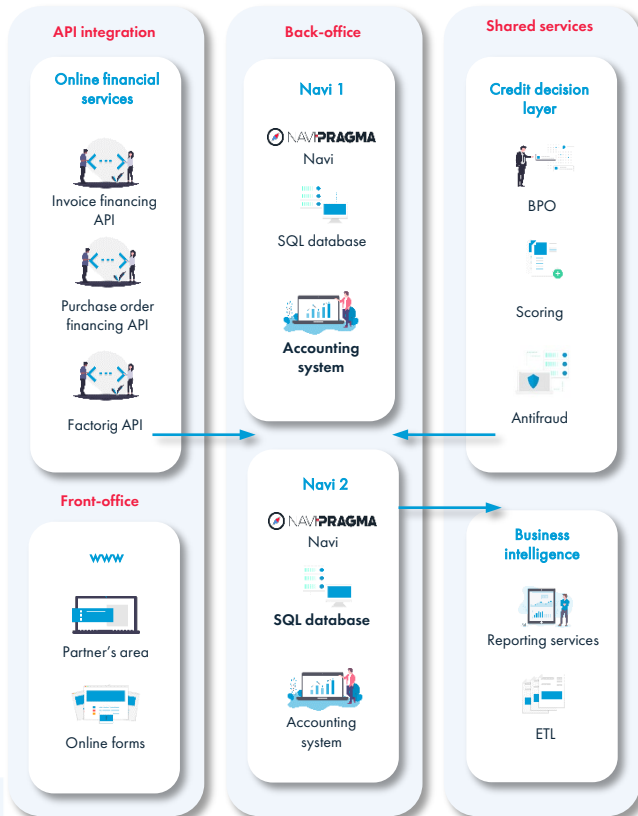 API integration
Online financial
services
Invoice financing
API
Purchase order
financing API
Factorig API
Front-office
www
Partner's area
Online forms
Back-office
Navi 1
NAVIPRAGMA
Navi
SQL database
Accounting
system
Navi 2
NAVIPRAGMA
Navi
SQL database
Accounting
system
Shared services
Credit decision
layer
BPO
Scoring
Antifraud
Business
intelligence
Reporting services
ETL